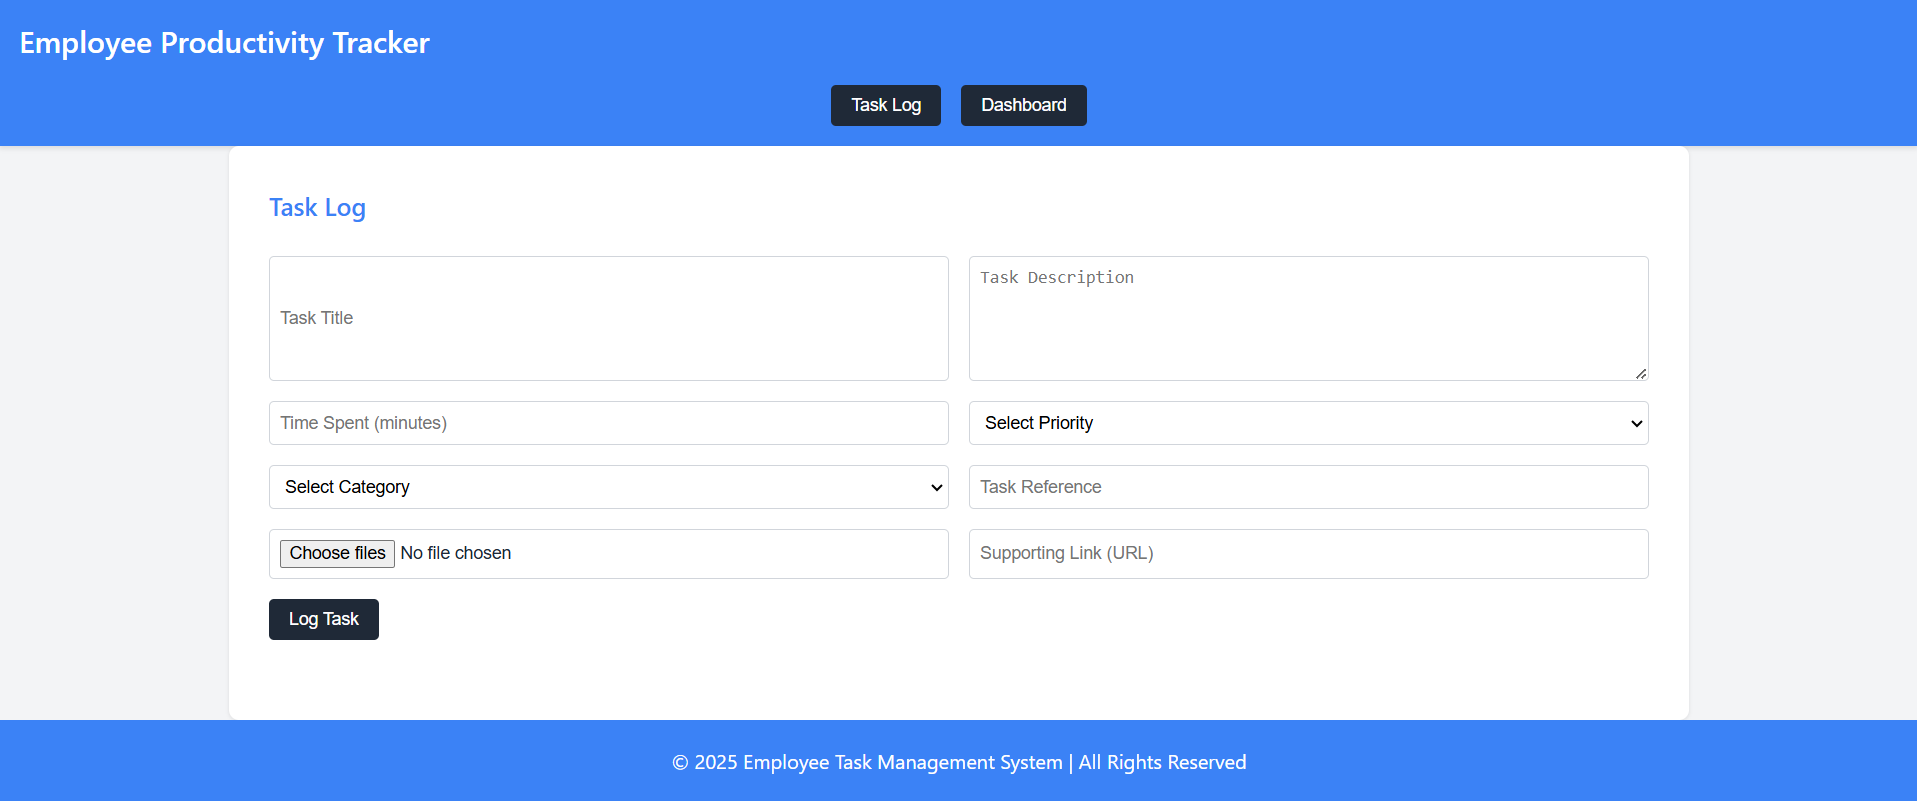 Employee Productivity Tracker
Task Log Dashboard
Task Log
Task Title Task Description
Time Spent (minutes) Select Priority
Select Category Task Reference
Choose files No file chosen Supporting Link (URL)
Log Task
© 2025 Employee Task Management System | All Rights Reserved